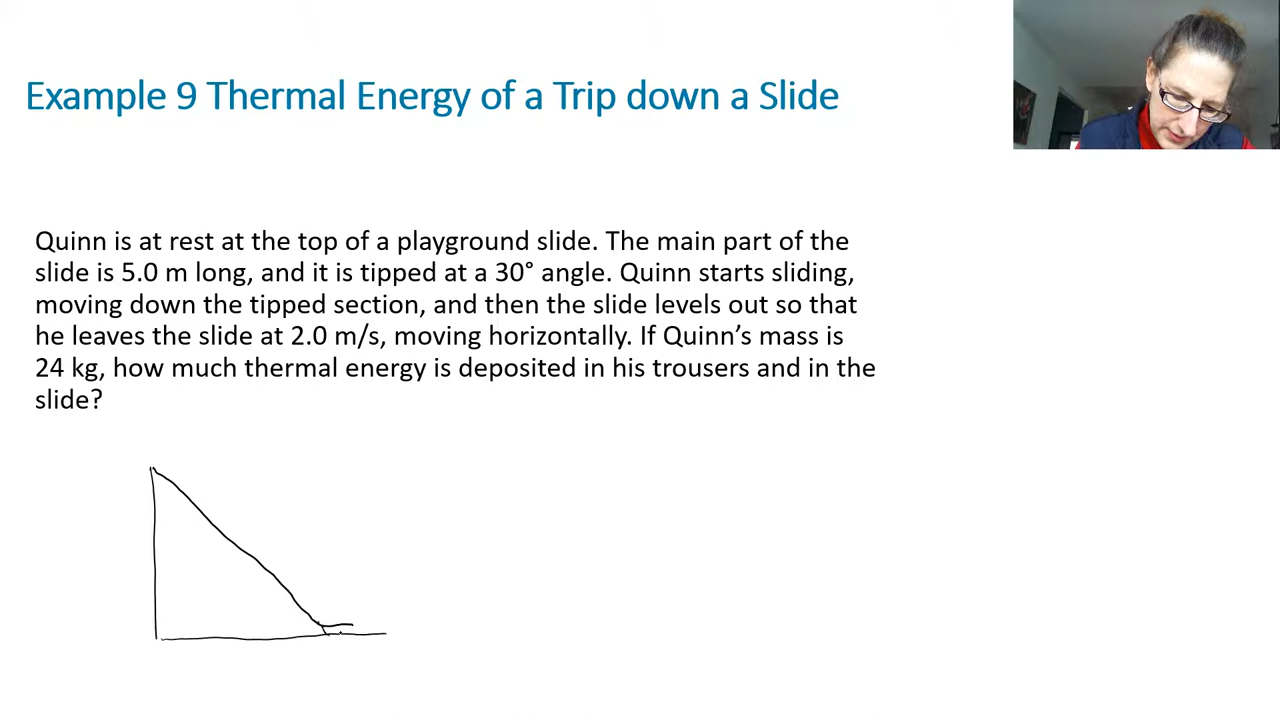 Example 9 Thermal Energy of a Trip down a Slide
Quinn is at rest at the top of a playground slide. The main part of the
slide is 5.0 m long, and it is tipped at a 30° angle. Quinn starts sliding,
moving down the tipped section, and then the slide levels out so that
he leaves the slide at 2.0 m/s, moving horizontally. If Quinn’s mass is
24 kg, how much thermal energy is deposited in his trousers and in the
slide?